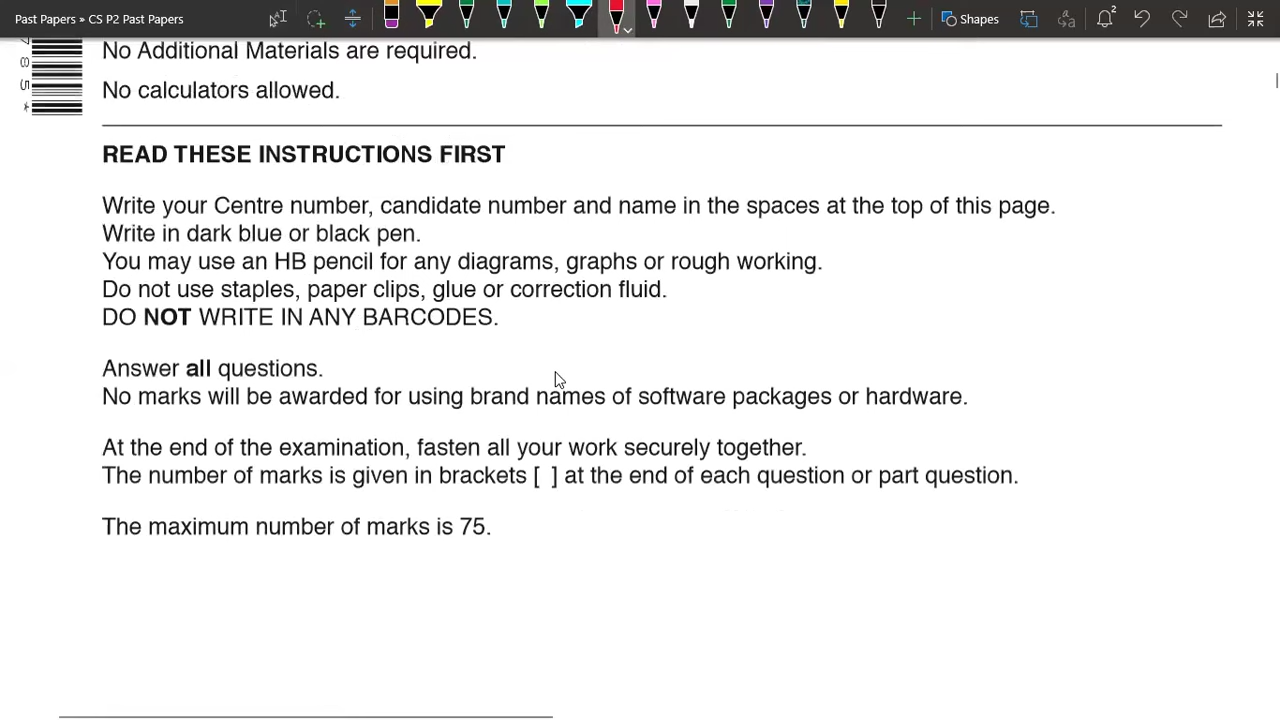 Past Papers » CS P2 Past Papers
Shapes
2
No Additional Materials are required.
No calculators allowed.
READ THESE INSTRUCTIONS FIRST
Write your Centre number, candidate number and name in the spaces at the top of this page.
Write in dark blue or black pen.
You may use an HB pencil for any diagrams, graphs or rough working.
Do not use staples, paper clips, glue or correction fluid.
DO NOT WRITE IN ANY BARCODES.
Answer all questions.
No marks will be awarded for using brand names of software packages or hardware.
At the end of the examination, fasten all your work securely together.
The number of marks is given in brackets [  ] at the end of each question or part question.
The maximum number of marks is 75.